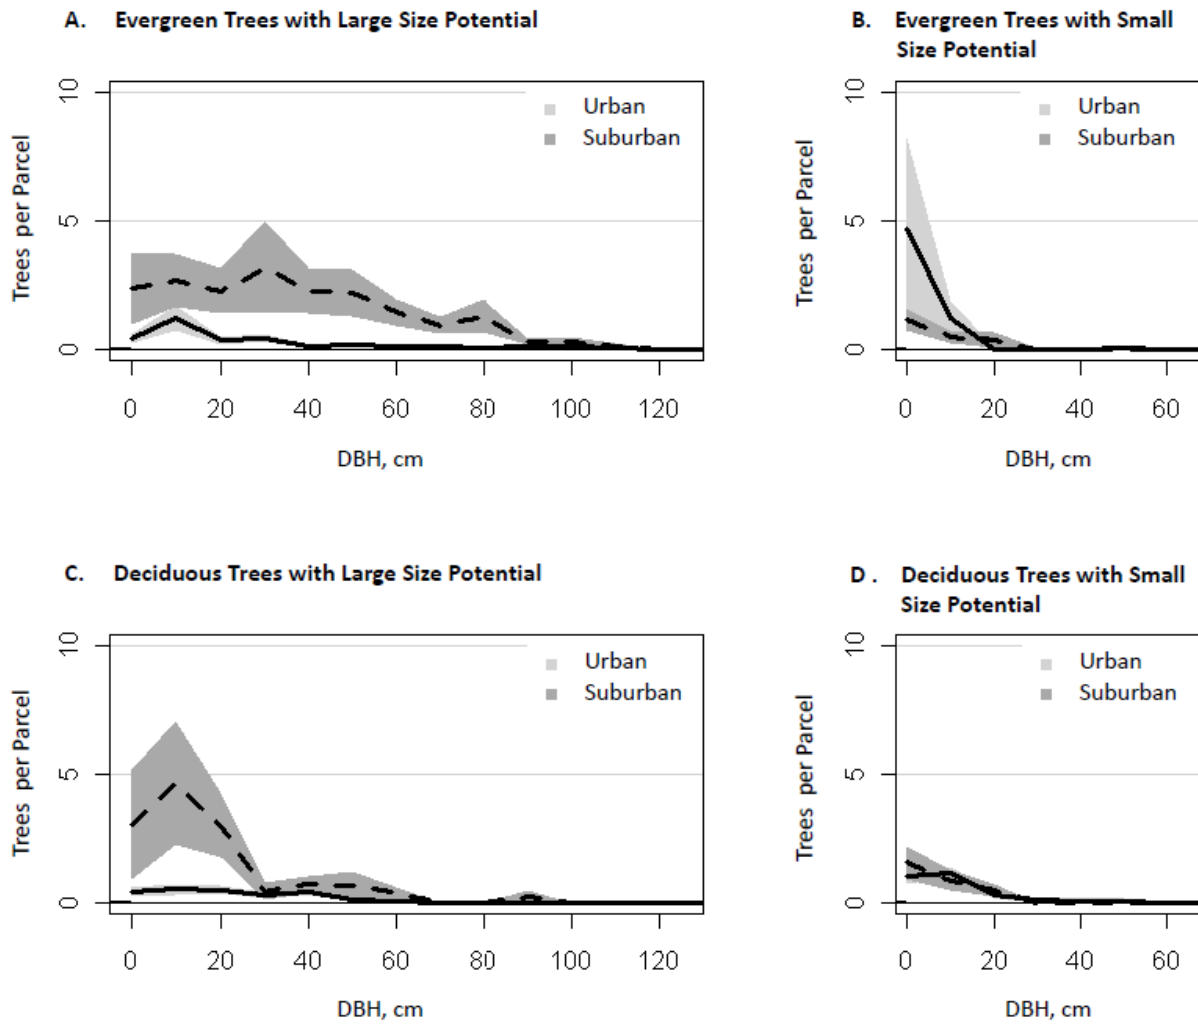 A. Evergreen Trees with Large Size Potential
Trees per Parcel
10
5
0
Urban
Suburban
0 20 40 60 80 100 120
DBH, cm
B. Evergreen Trees with Small
Size Potential
Trees per Parcel
10
5
0
Urban
Suburban
0 20 40 60
DBH, cm
C. Deciduous Trees with Large Size Potential
Trees per Parcel
10
5
0
Urban
Suburban
0 20 40 60 80 100 120
DBH, cm
D . Deciduous Trees with Small
Size Potential
Trees per Parcel
10
5
0
Urban
Suburban
0 20 40 60
DBH, cm